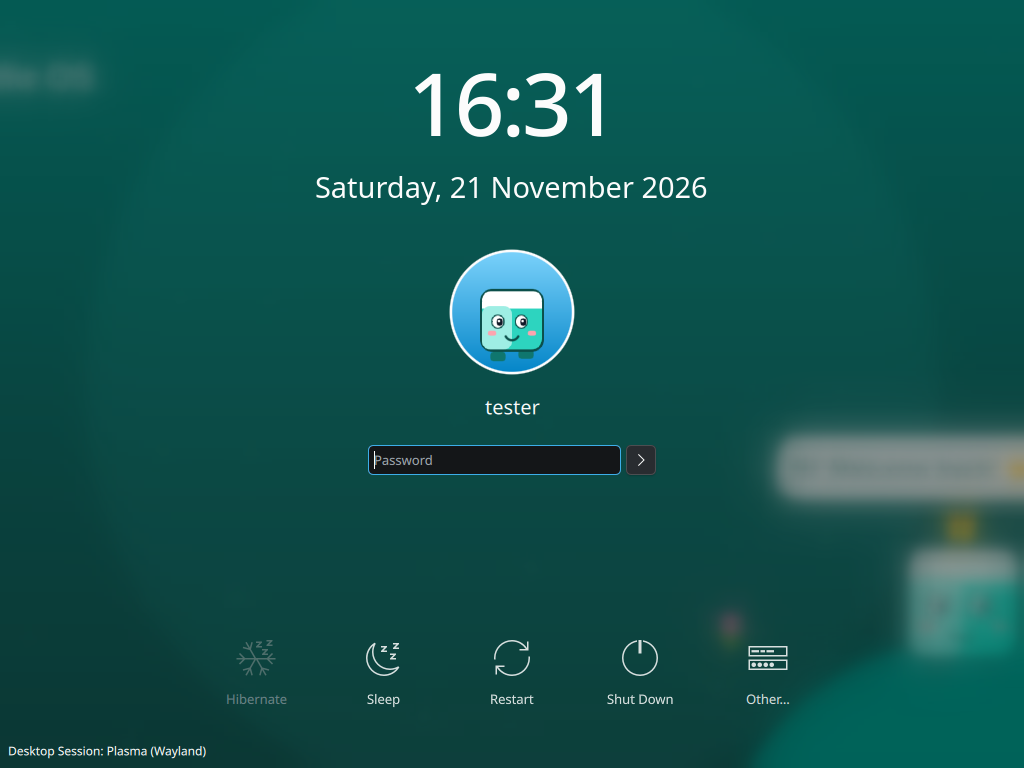 16:31
Saturday, 21 November 2026
tester
Password
Hibernate
Sleep
Restart
Shut Down
Other...
Desktop Session: Plasma (Wayland)